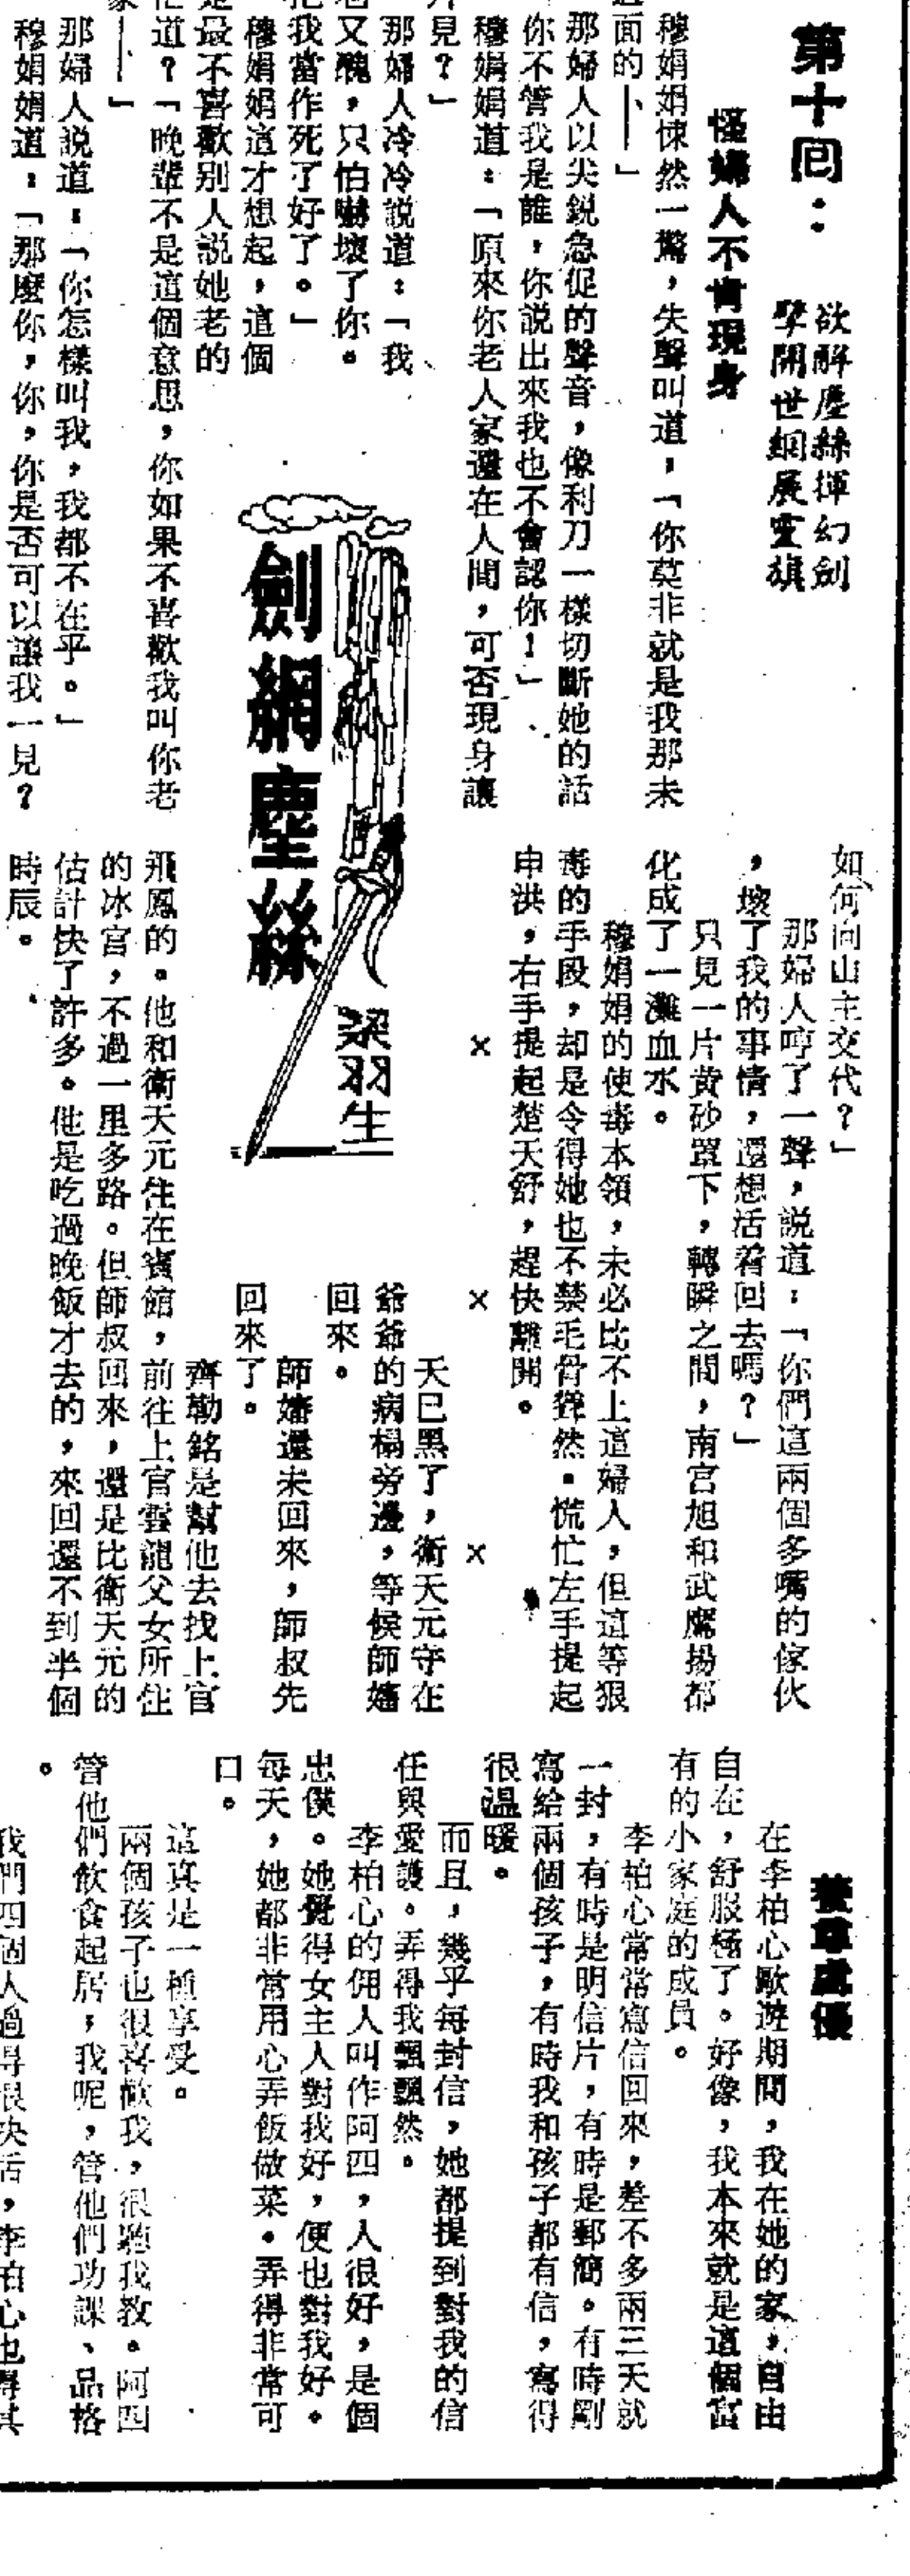 第十回：
欲解塵絲揮幻劍
擘開世網展靈旗
怪婦人不肯現身
穆娟娟悚然一驚，失聲叫道，「你莫非就是我那未
面的——」
那婦人以尖銳急促的聲音，像利刀一樣切斷她的話
你不管我是誰，你說出來我也不會認你！」
穆娟娟道：「原來你老人家還在人間，可否現身讓
見？」
那婦人冷冷說道：「我
又醜，只怕嚇壞了你。
我當作死了好了。」
穆娟娟這才想起，這個
是最不喜歡別人說她老的
道？「晚輩不是這個意思，你如果不喜歡我叫你老
——」
那婦人說道：「你怎樣叫我，我都不在乎。」
穆娟娟道：「那麼你，你，你是否可以讓我一見？
劍網塵絲
梁羽生
如何向山主交代？」
那婦人哼了一聲，說道：「你們這兩個多嘴的傢伙
，壞了我的事情，還想活着回去嗎？」
只見一片黄砂罩下，轉瞬之間，南宮旭和武鷹揚都
化成了一灘血水。
穆娟娟的使毒本領，未必比不上這婦人，但這等狠
毒的手段，却是令得她也不禁毛骨聳然。慌忙左手提起
申洪，右手提起楚天舒，趕快離開。
× × ×
天已黑了，衛天元守在
爺爺的病榻旁邊，等候師嬸
回來。
師嬸還未回來，師叔先
回來了。
齊勒銘是幫他去找上官
飛鳳的。他和衛天元住在賓館，前往上官雲龍父女所住
的冰宮，不過一里多路。但師叔回來，還是比衛天元的
估計快了許多。他是吃過晚飯才去的，來回還不到半個
時辰。
養尊處優
在李柏心歐遊期間，我在她的家，自由
自在，舒服極了。好像，我本來就是這個富
有的小家庭的成員。
李柏心常常寫信回來，差不多兩三天就
一封，有時是明信片，有時是郵簡。有時剛
寫給兩個孩子，有時我和孩子都有信，寫得
很溫暖。
而且，幾乎每封信，她都提到對我的信
任與愛護。弄得我飄飄然。
李柏心的佣人叫作阿四，人很好，是個
忠僕。她覺得女主人對我好，便也對我好。
每天，她都非常用心弄飯做菜。弄得非常可
口。
這真是一種享受。
兩個孩子也很喜歡我，很聽我教。阿四
管他們飲食起居，我呢，管他們功課、品格
。
我們四個人過得很快活，李柏心也得其